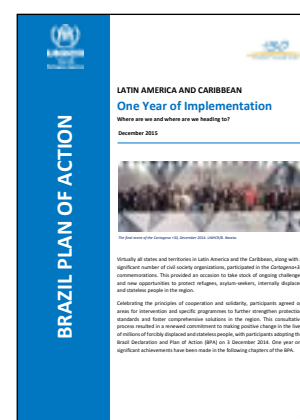 UNHCR
BRAZIL PLAN OF ACTION
LATIN AMERICA AND CARIBBEAN
One Year of Implementation
Where are we and where are we heading to?
December 2015
The final event of the Cartagena +30, December 2014. UNHCR/
Virtually all states and territories in Latin America and the Caribbean, along with
significant number of civil society organizations, participated in the Cartagena+3
commemorations. This provided an occasion to take stock of ongoing challenge
and new opportunities to protect refugees, asylum-seekers, internally displace
and stateless people in the region.
Celebrating the principles of cooperation and solidarity, participants agreed o
areas for intervention and specific programmes to further strengthen protectio
standards and foster comprehensive solutions in the region. This consultativ
process resulted in a renewed commitment to making positive change in the live
of millions of forcibly displaced and stateless people, with participants adopting th
Brazil Declaration and Plan of Action (BPA) on 3 December 2014. One year on
significant achievements have been made in the following chapters of the BPA.